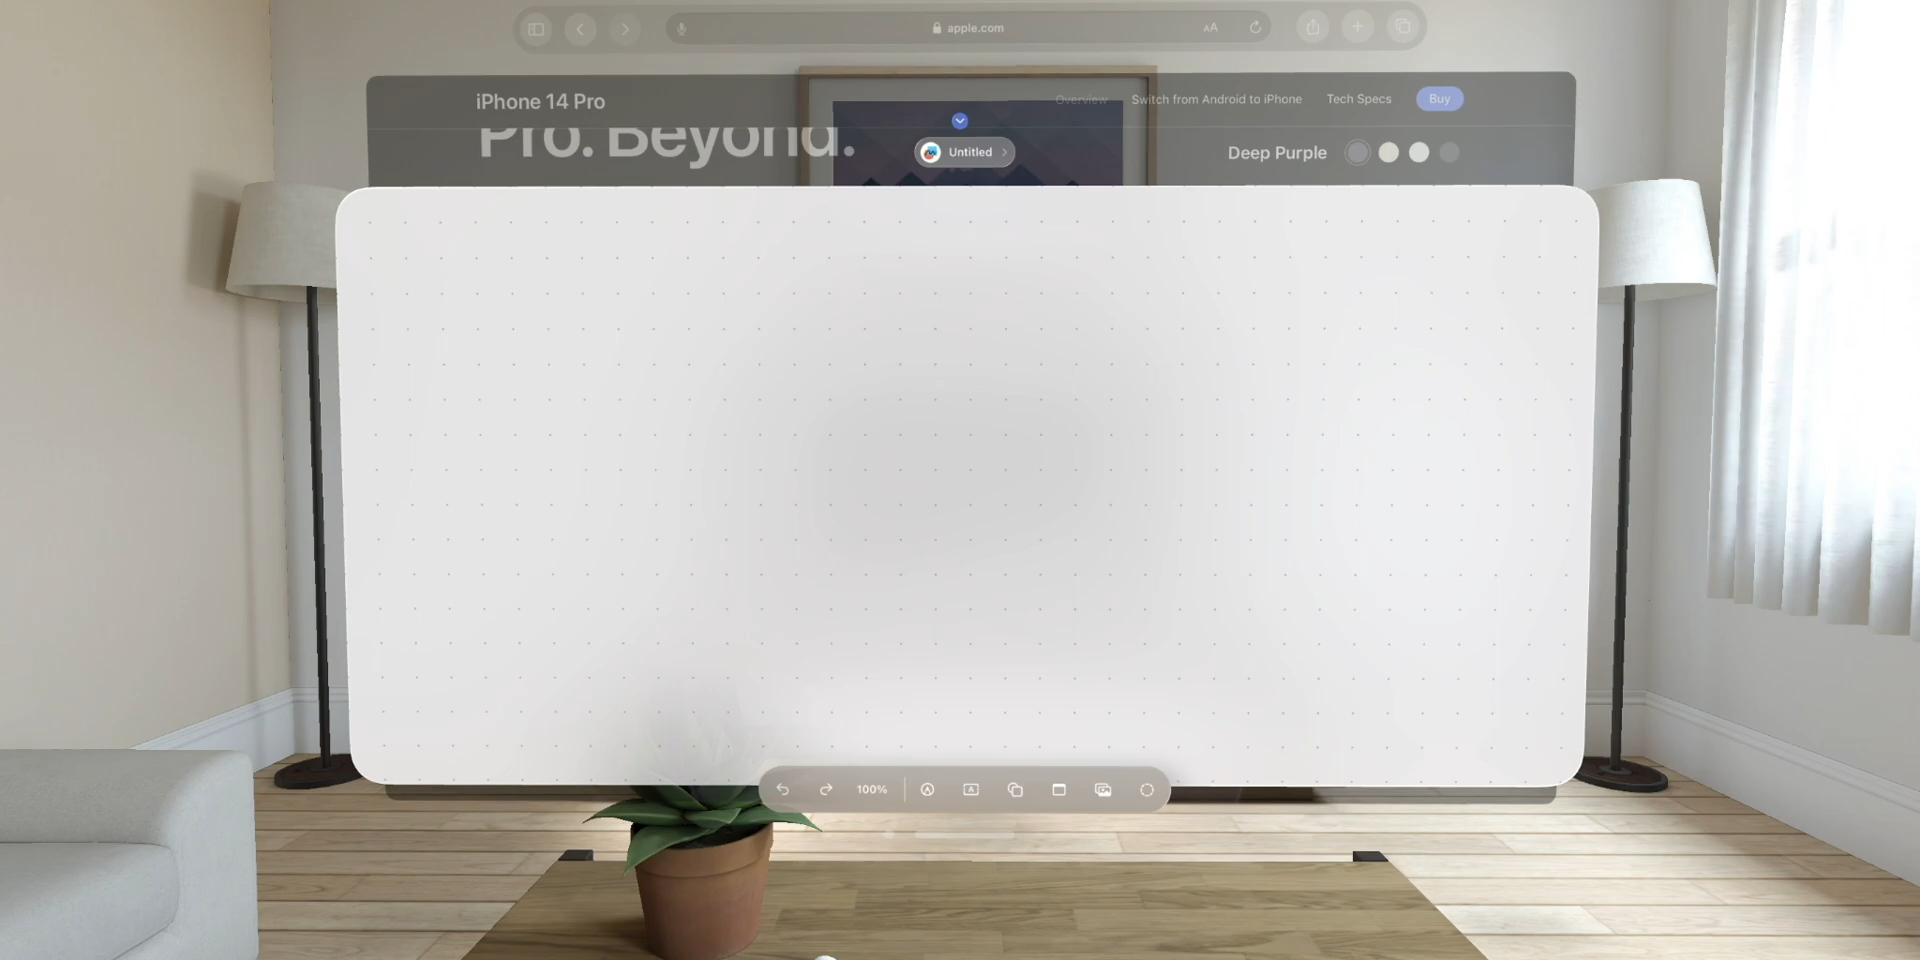 apple.com
AA
iPhone 14 Pro
Overview
Switch from Android to iPhone
Tech Specs
Buy
Pro. Beyond.
Untitled
Deep Purple
100%
A